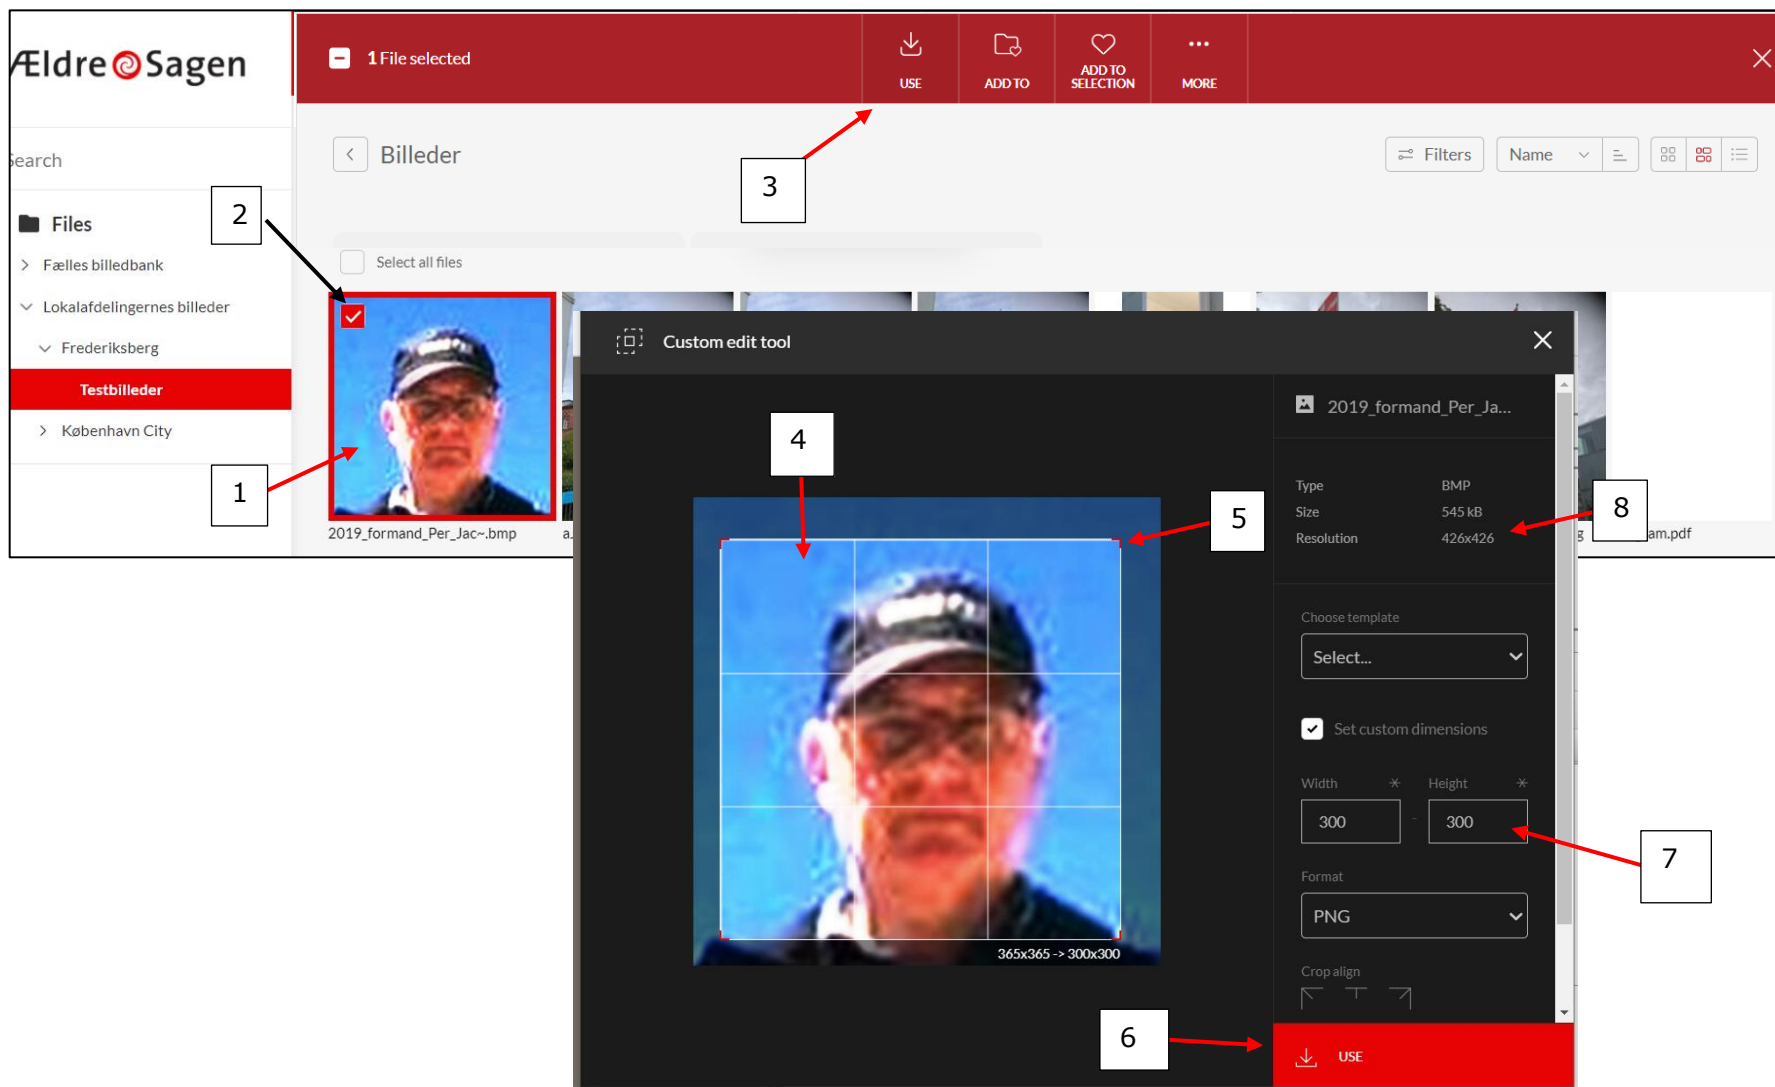 ÆldreSagen
1 File selected
USE
ADD TO
ADD TO
SELECTION
MORE
Search
Billeder
Filters
Name
3
2
Files
Select all files
Fælles billedbank
Lokalafdelingernes billeder
Frederiksberg
Testbilleder
København City
1
2019_formand_Per_Jac~.bmp
a.
am.pdf
Custom edit tool
2019_formand_Per_Ja...
4
Type BMP
Size 545 kB
Resolution 426x426
5
8
Choose template
Select...
Set custom dimensions
Width * Height *
300 - 300
7
Format
PNG
365x365 -> 300x300
Crop align
6
USE